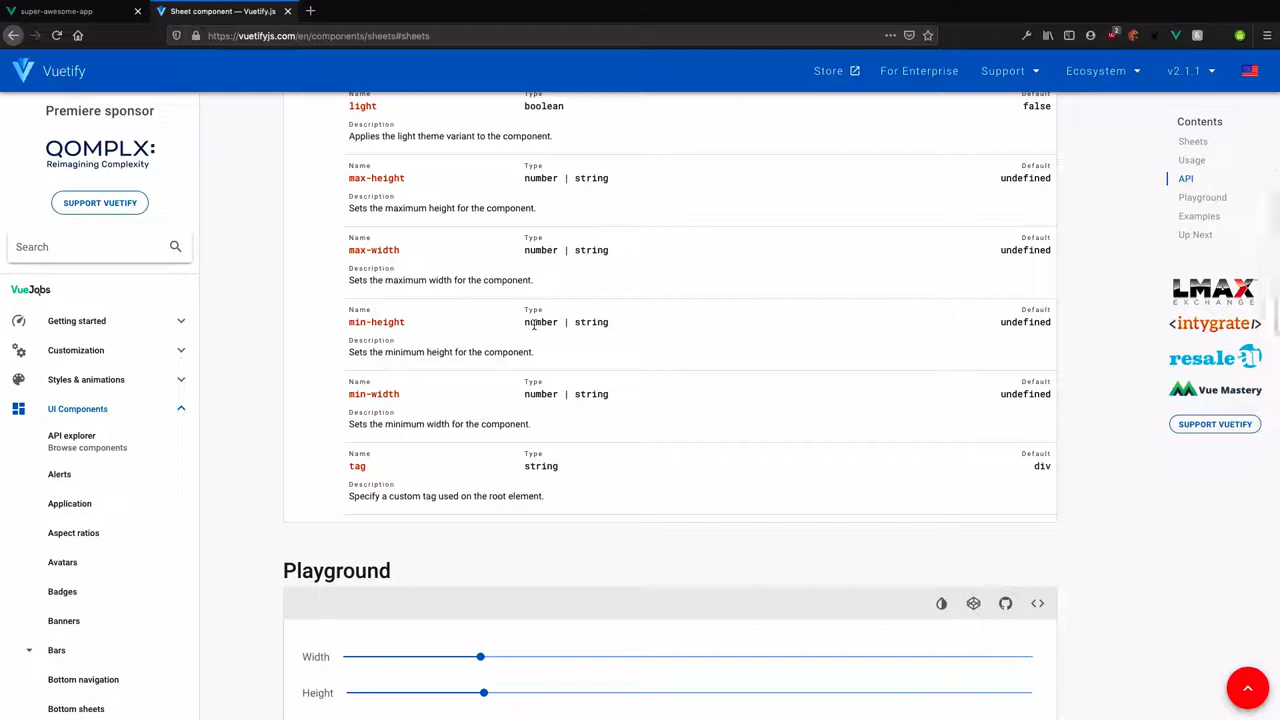 super-awesome-app
Sheet component — Vuetify.js
https://vuetifyjs.com/en/components/sheets#sheets
Vuetify
Store
For Enterprise
Support
Ecosystem
v2.1.1
Premiere sponsor
QOMPLX:
Reimagining Complexity
SUPPORT VUETIFY
Search
VueJobs
Getting started
Customization
Styles & animations
UI Components
API explorer
Browse components
Alerts
Application
Aspect ratios
Avatars
Badges
Banners
Bars
Bottom navigation
Bottom sheets
Name Type Default
light boolean false
Description
Applies the light theme variant to the component.
Name Type Default
max-height number | string undefined
Description
Sets the maximum height for the component.
Name Type Default
max-width number | string undefined
Description
Sets the maximum width for the component.
Name Type Default
min-height number | string undefined
Description
Sets the minimum height for the component.
Name Type Default
min-width number | string undefined
Description
Sets the minimum width for the component.
Name Type Default
tag string div
Description
Specify a custom tag used on the root element.
Playground
Width
Height
Contents
Sheets
Usage
API
Playground
Examples
Up Next
LMAX
EXCHANGE
<intygrate/>
resale ai
Vue Mastery
SUPPORT VUETIFY